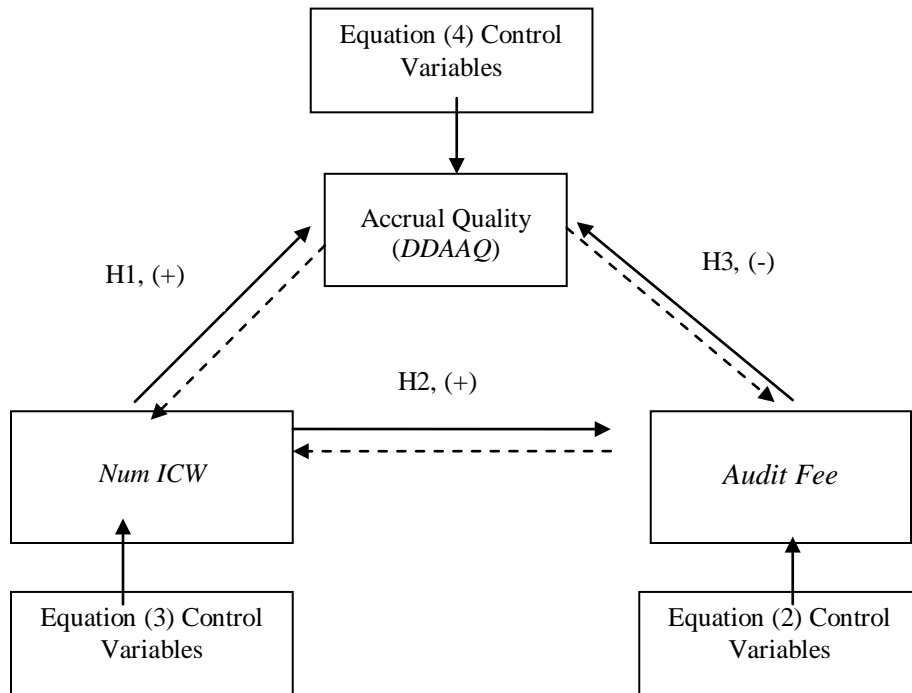 Equation (4) Control
Variables
Accrual Quality
(DDAAQ)
H1, (+)
H3, (-)
H2, (+)
Num ICW
Audit Fee
Equation (3) Control
Variables
Equation (2) Control
Variables